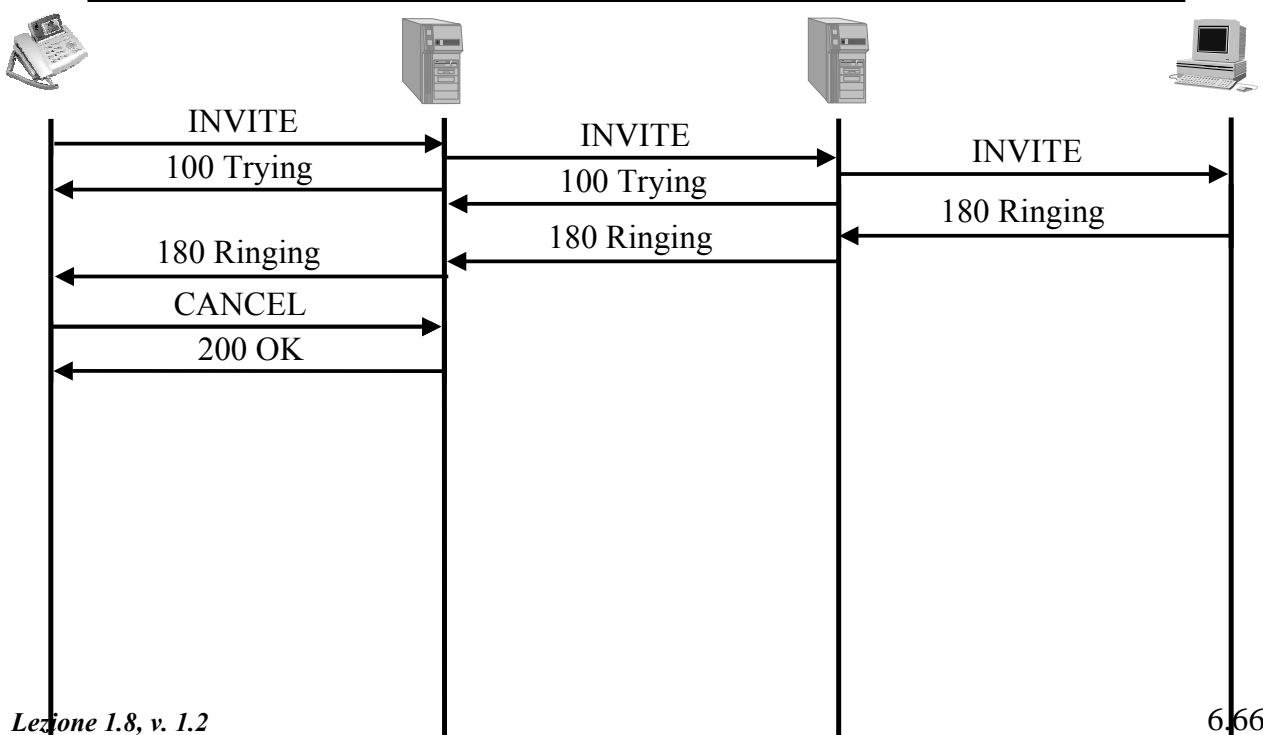 INVITE
INVITE
INVITE
100 Trying
100 Trying
180 Ringing
180 Ringing
180 Ringing
CANCEL
200 OK
Lezione 1.8, v. 1.2
6.66